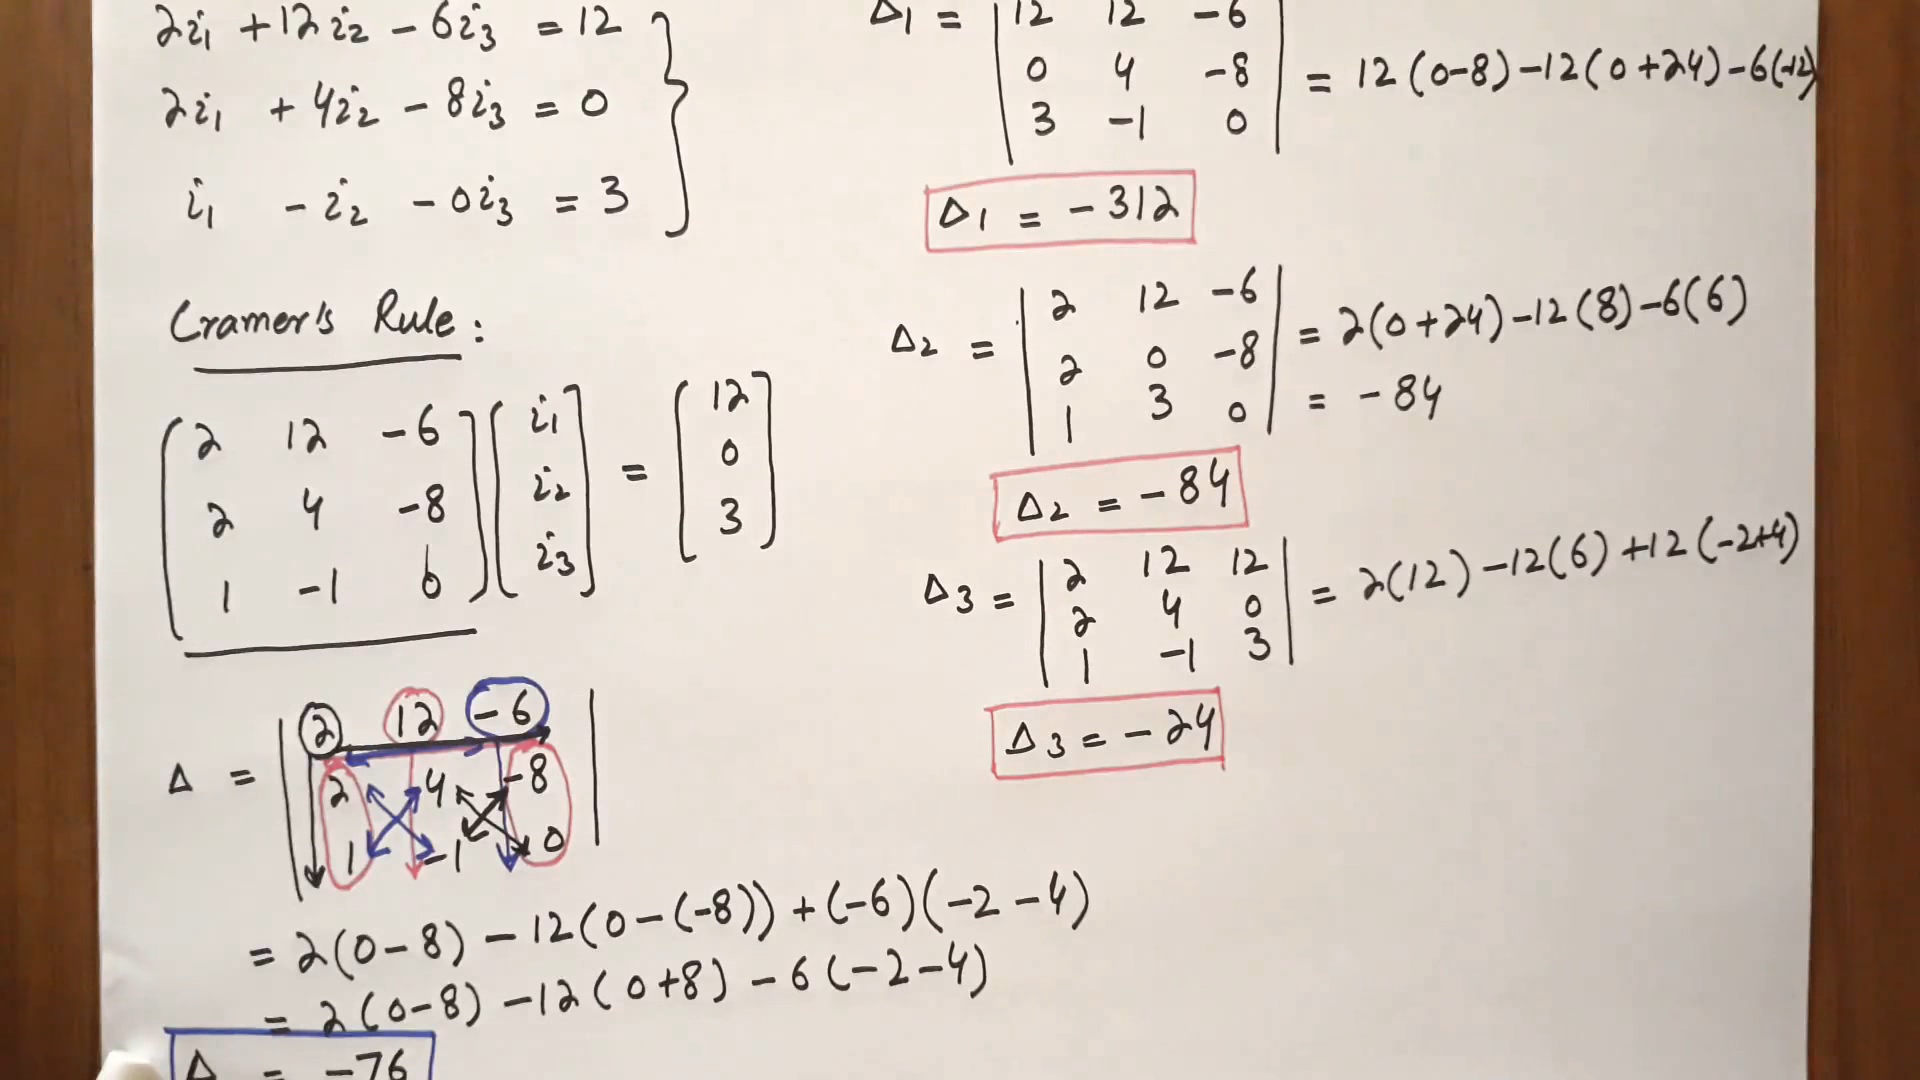 2i₁ + 12i₂ - 6i₃ = 12
2i₁ + 4i₂ - 8i₃ = 0
i₁ - i₂ - 0i₃ = 3
Cramer's Rule:
2 12 -6 i₁ 12
2 4 -8 i₂ = 0
1 -1 0 i₃ 3
Δ = 2 12 -6
2 4 -8
1 -1 0
= 2(0-8) - 12(0-(-8)) + (-6)(-2-4)
= 2(0-8) - 12(0+8) - 6(-2-4)
Δ = -76
Δ1 = 12 12 -6
0 4 -8 = 12(0-8) - 12(0+24) - 6(-12)
3 -1 0
Δ1 = -312
2 12 -6
Δ2 = 2 0 -8 = 2(0+24) - 12(8) - 6(6)
1 3 0 = -84
Δ2 = -84
2 12 12
Δ3 = 2 4 0 = 2(12) - 12(6) + 12(-2+4)
1 -1 3
Δ3 = -24